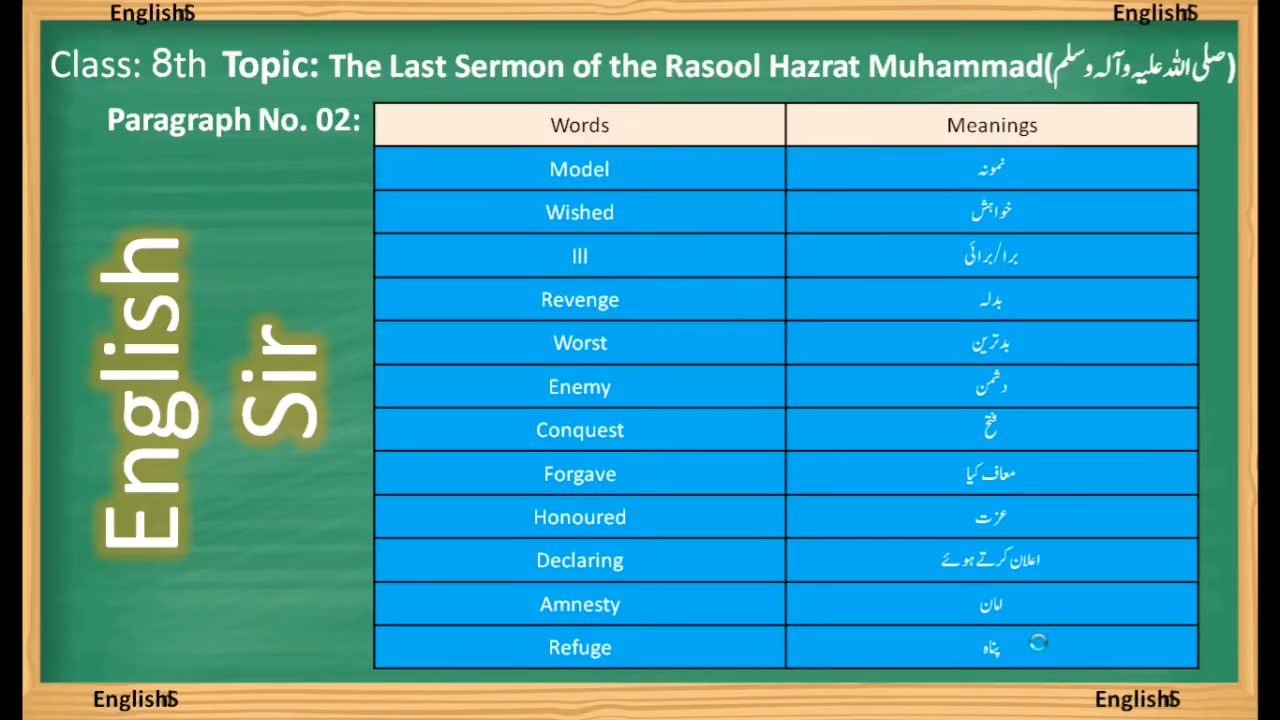 EnglishS
EnglishS
Class: 8th Topic: The Last Sermon of the Rasool Hazrat Muhammad(صلی اللہ علیہ وآلہ وسلم)
Paragraph No. 02:
Words Meanings
Model نمونہ
Wished خواہش
Ill برا/برائی
Revenge بدلہ
Worst بدترین
Enemy دشمن
Conquest فتح
Forgave معاف کیا
Honoured عزت
Declaring اعلان کرتے ہوئے
Amnesty امان
Refuge پناہ
English
Sir
EnglishS
EnglishS